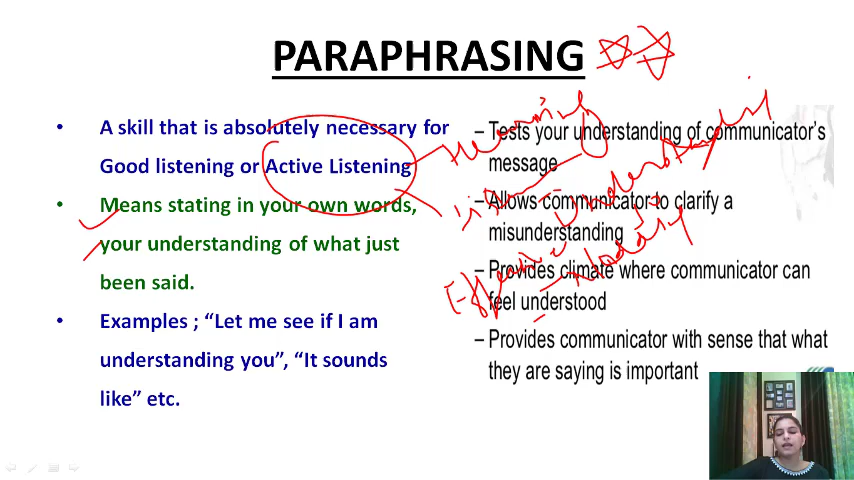 PARAPHRASING
• A skill that is absolutely necessary for
Good listening or Active Listening
• Means stating in your own words,
your understanding of what just
been said.
• Examples ; “Let me see if I am
understanding you”, “It sounds
like” etc.
– Tests your understanding of communicator’s
message
– Allows communicator to clarify a
misunderstanding
– Provides climate where communicator can
feel understood
– Provides communicator with sense that what
they are saying is important
Hearing
Effective
Understanding